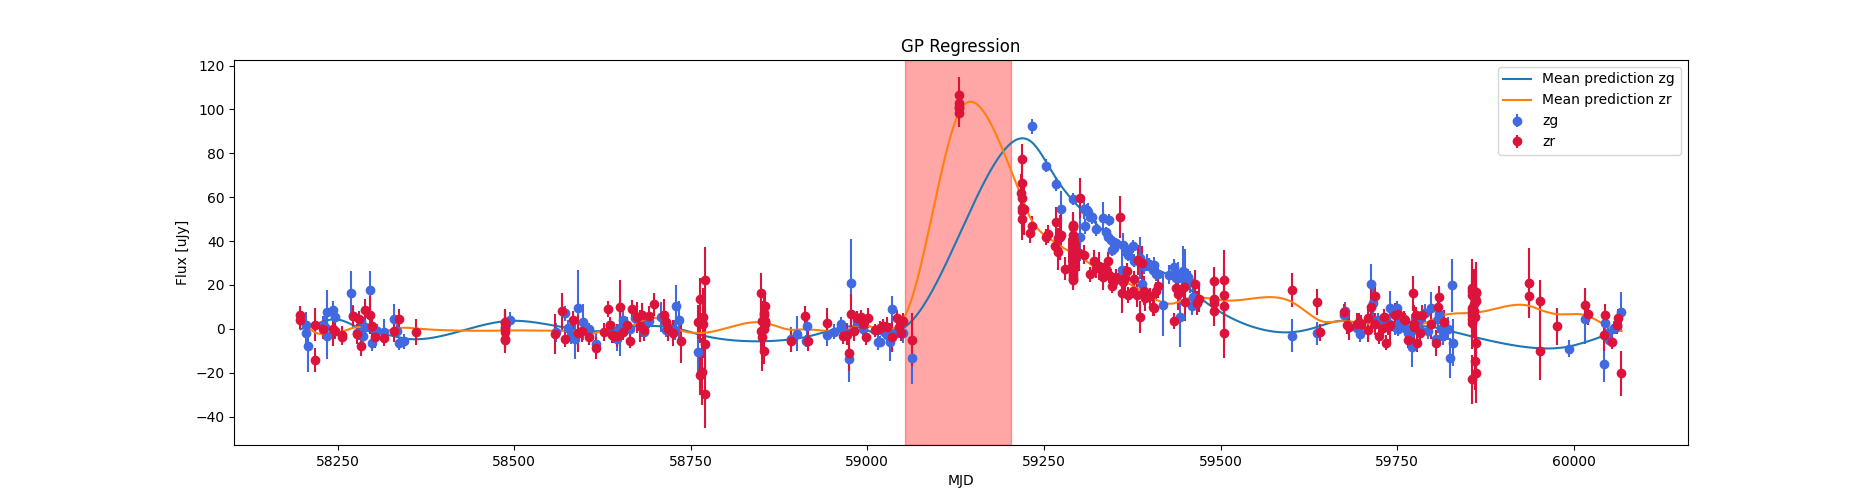 GP Regression
Flux [uJy]
120
100
80
60
40
20
0
−20
−40
58250 58500 58750 59000 59250 59500 59750 60000
MJD
Mean prediction zg
Mean prediction zr
zg
zr